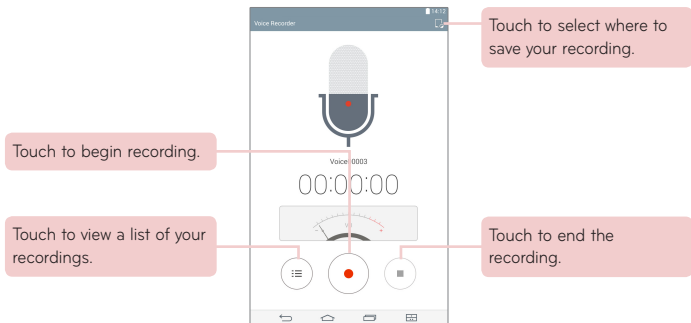 14:12
Voice Recorder
Touch to select where to
save your recording.
Touch to begin recording.
Voice 0003
00:00:00
Touch to view a list of your
recordings.
Touch to end the
recording.